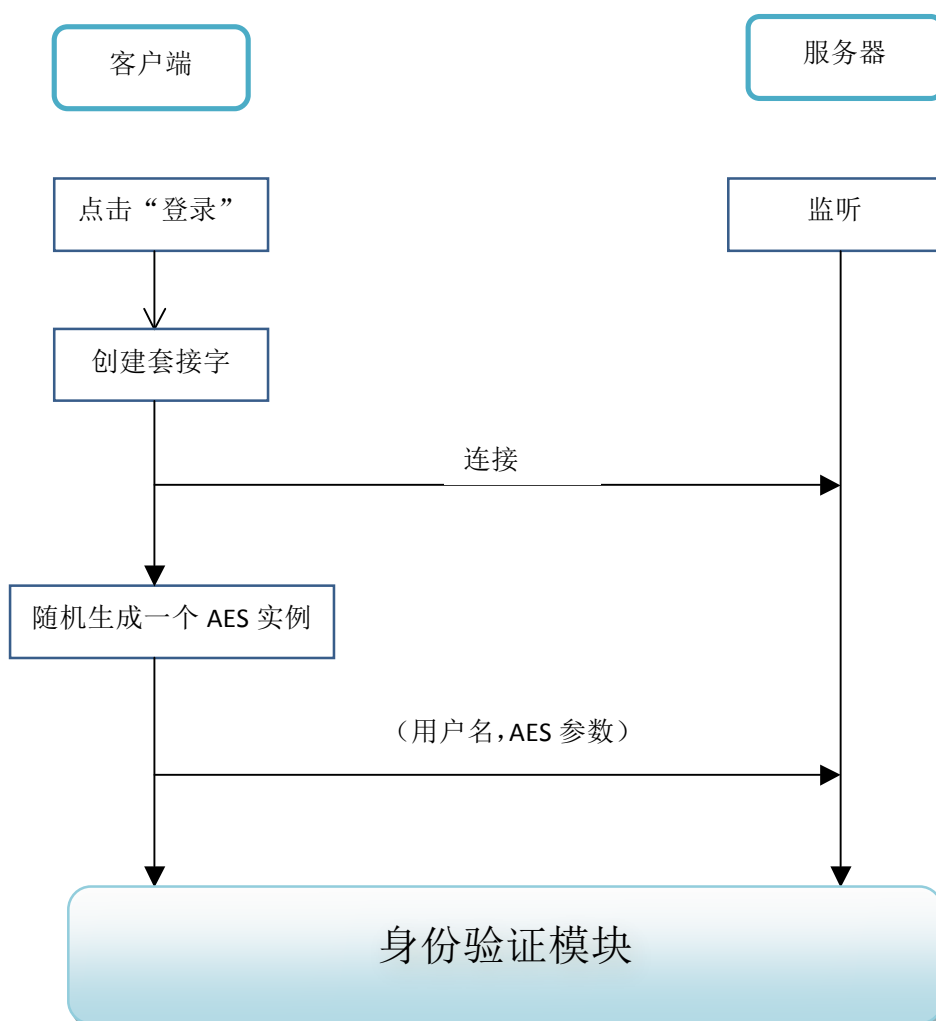 客户端
服务器
点击“登录”
监听
创建套接字
连接
随机生成一个 AES 实例
（用户名，AES 参数）
身份验证模块